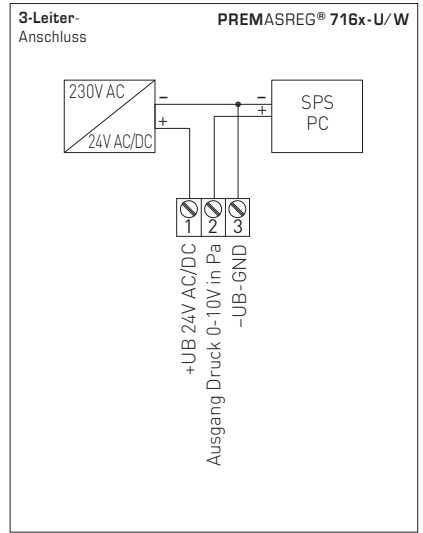 3-Leiter-
Anschluss
PREMASREG® 716x-U/W
230V AC
24V AC/DC
–
+
–
+
SPS
PC
1 2 3
+UB 24V AC/DC
Ausgang Druck 0-10V in Pa
–UB-GND